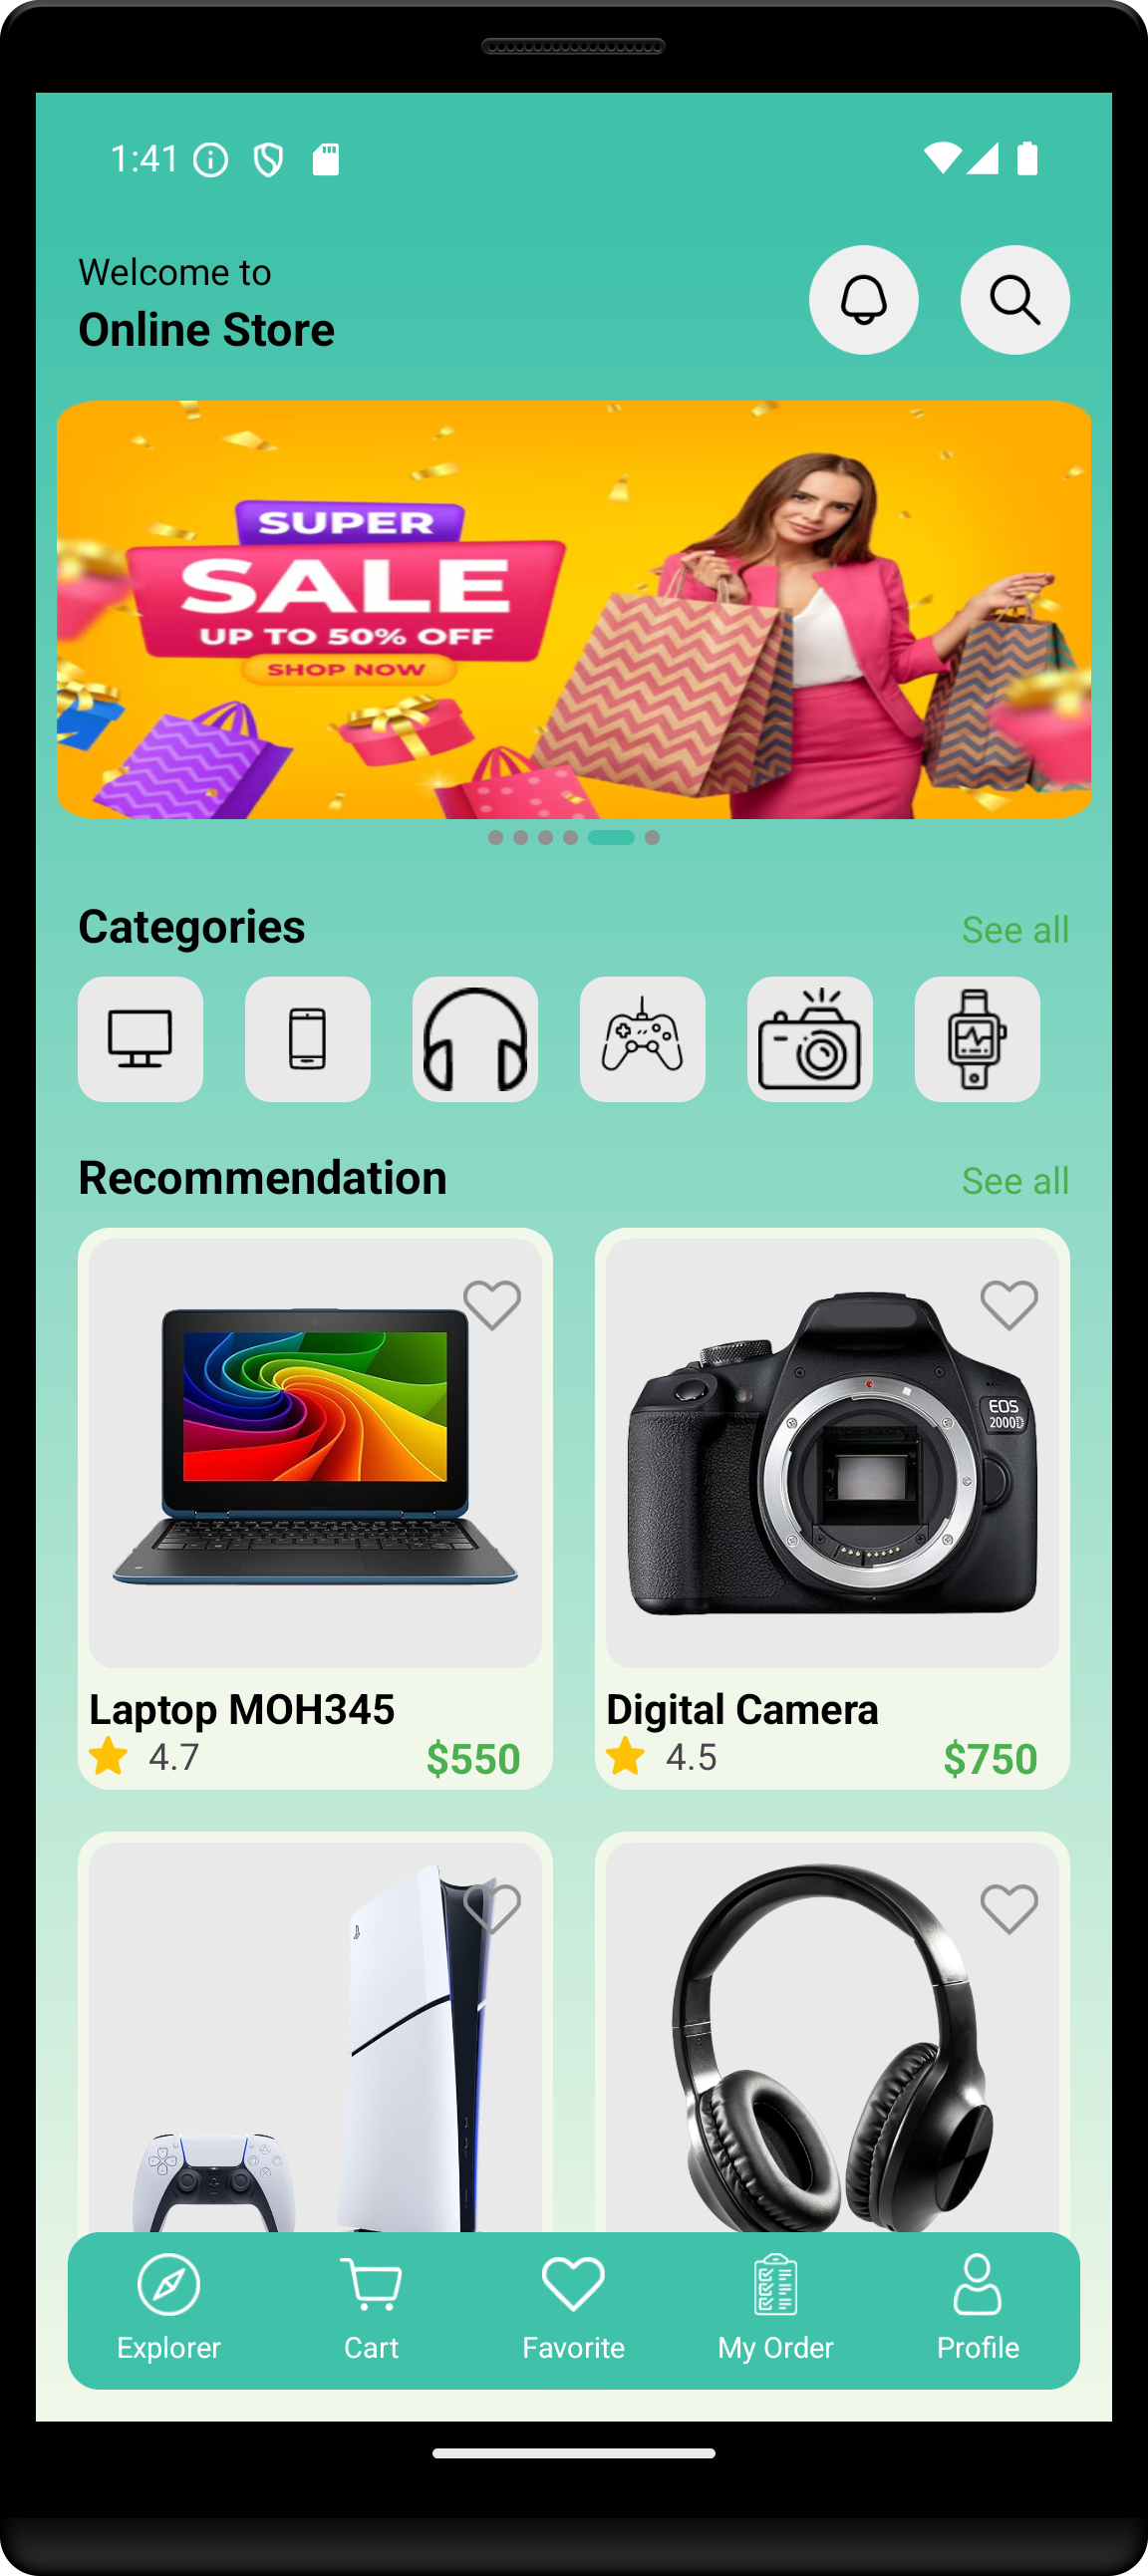 1:41
Welcome to
Online Store
SUPER
SALE
UP TO 50% OFF
SHOP NOW
Categories
See all
Recommendation
See all
EOS
2000D
Laptop MOH345
4.7
$550
Digital Camera
4.5
$750
Explorer
Cart
Favorite
My Order
Profile